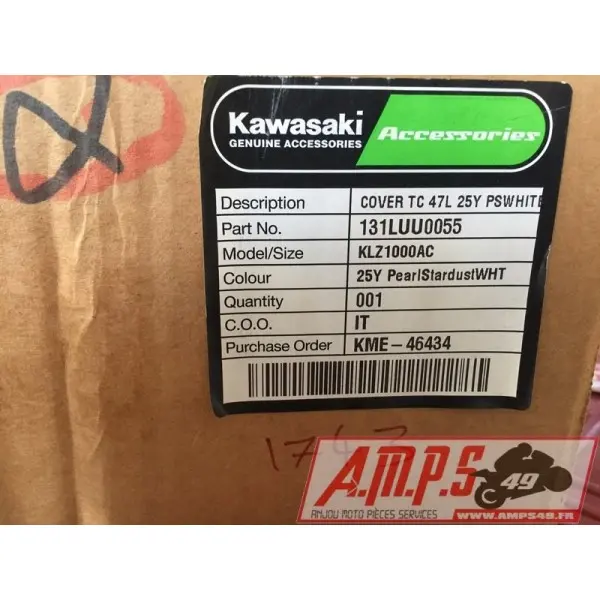 Kawasaki
GENUINE ACCESSORIES
Accessories
Description COVER TC 47L 25Y PSWHITE
Part No. 131LUU0055
Model/Size KLZ1000AC
Colour 25Y PearlStardustWHT
Quantity 001
C.O.O. IT
Purchase Order KME-46434
A.M.P.S
49
ANJOU MOTO PIÈCES SERVICES
WWW.AMPS49.FR